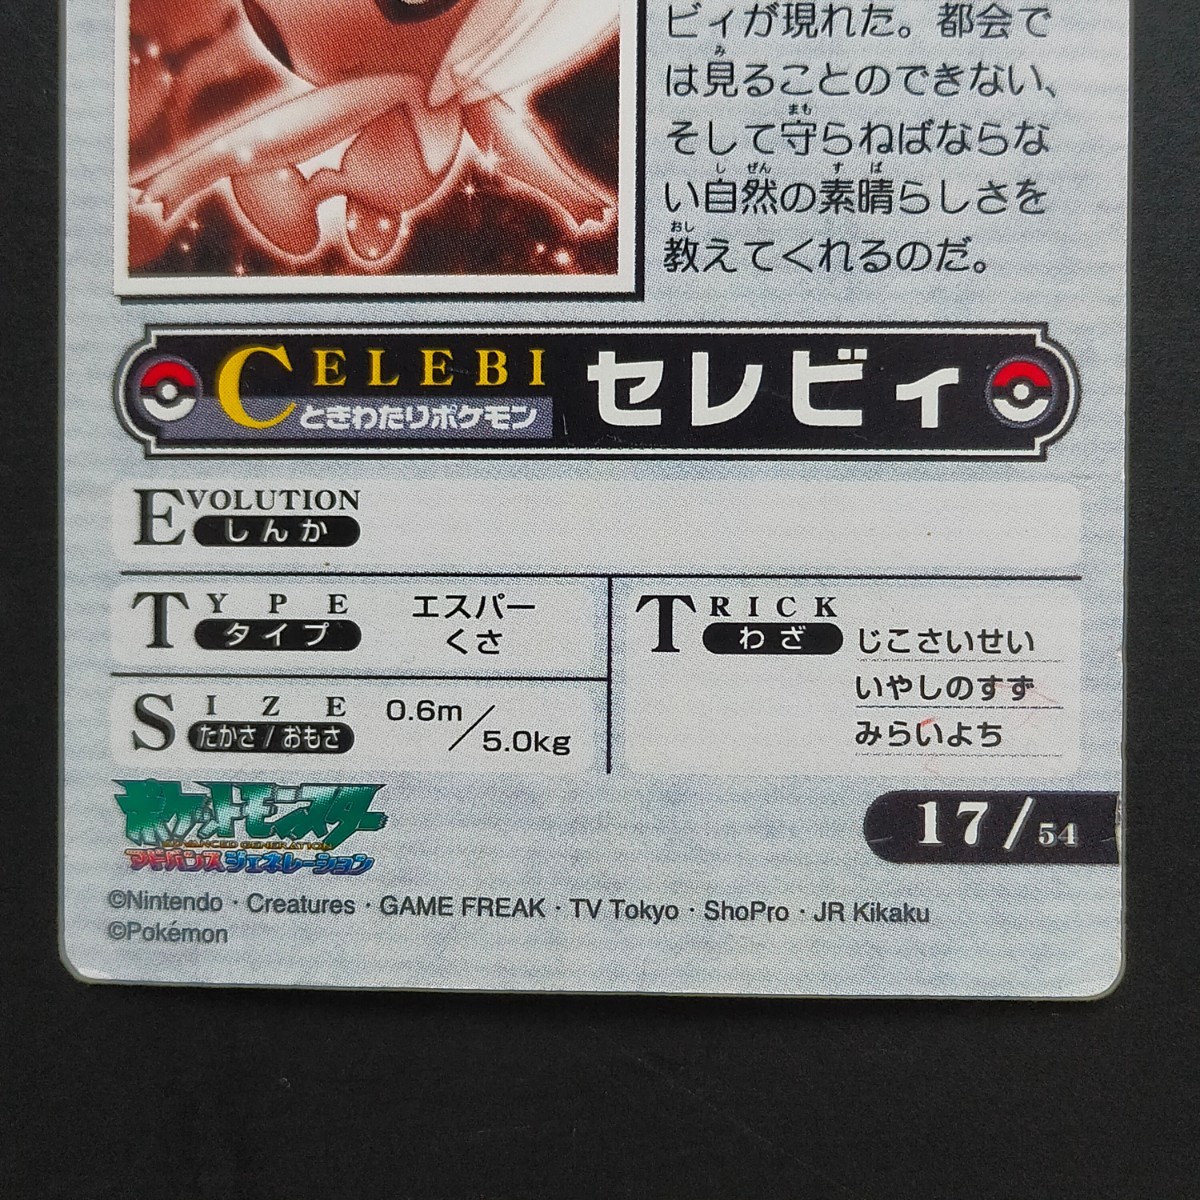 ビィが現れた。都会で
は見ることのできない、
そして守らねばならな
い自然の素晴らしさを
教えてくれるのだ。
CELEBI
ときわたりポケモン
セレビィ
EVOLUTION
しんか
TYPE
タイプ
エスパー
くさ
SIZE
たかさ/おもさ
0.6m/5.0kg
TRICK
わざ
じこさいせい
いやしのすず
みらいよち
ポケットモンスター
ADVANCED GENERATION
アドバンスジェネレーション
17/54
©Nintendo・Creatures・GAME FREAK・TV Tokyo・ShoPro・JR Kikaku
©Pokémon